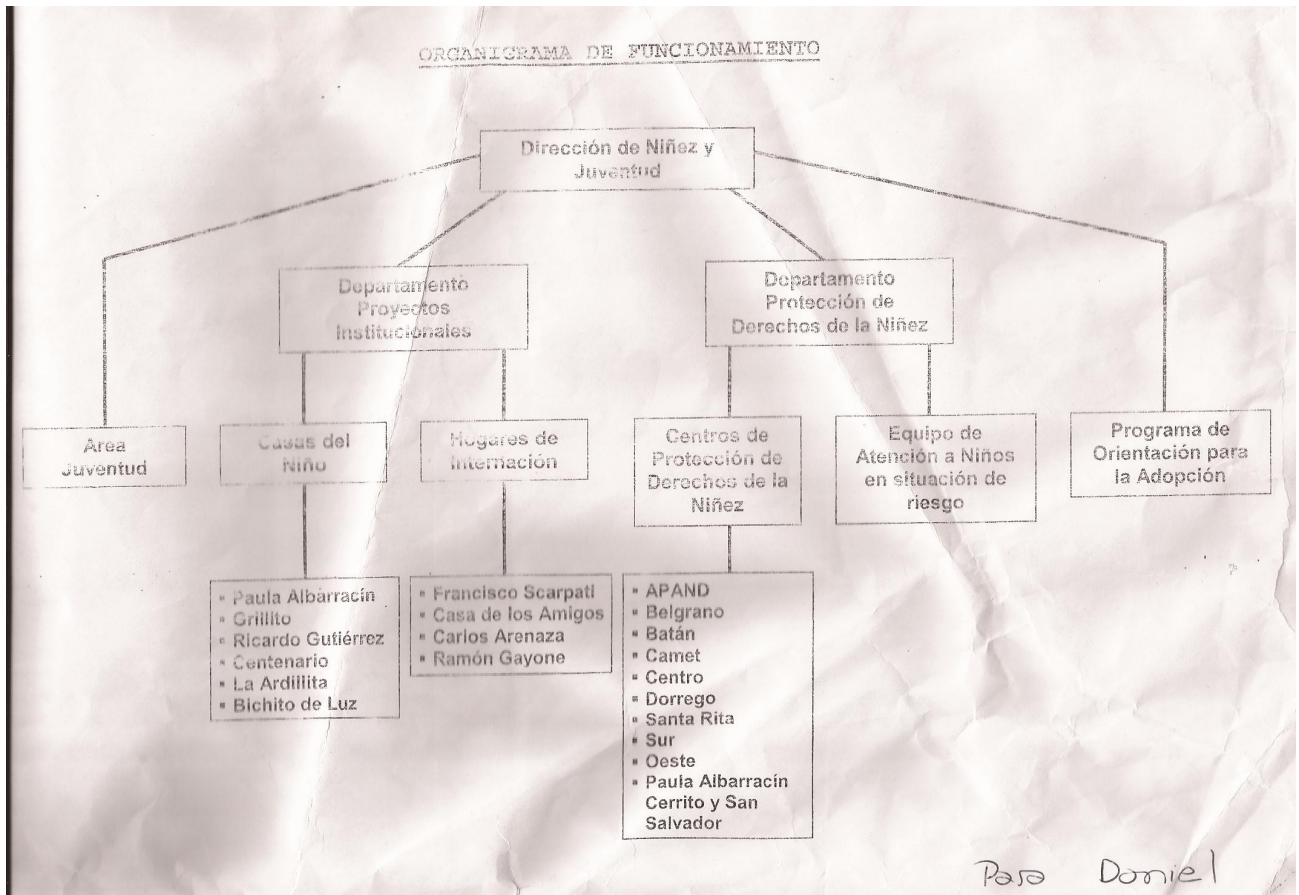 ORGANIGRAMA DE FUNCIONAMIENTO
Dirección de Niñez y
Juventud
Departamento
Proyectos
Institucionales
Departamento
Protección de
Derechos de la Niñez
Area
Juventud
Casas del
Niño
Hogares de
Internación
Centros de
Protección de
Derechos de la
Niñez
Equipo de
Atención a Niños
en situación de
riesgo
Programa de
Orientación para
la Adopción
▪ Paula Albarracín
▪ Grillito
▪ Ricardo Gutiérrez
▪ Centenario
▪ La Ardillita
▪ Bichito de Luz
▪ Francisco Scarpati
▪ Casa de los Amigos
▪ Carlos Arenaza
▪ Ramón Gayone
▪ APAND
▪ Belgrano
▪ Batán
▪ Camet
▪ Centro
▪ Dorrego
▪ Santa Rita
▪ Sur
▪ Oeste
▪ Paula Albarracín
Cerrito y San
Salvador
Para Daniel